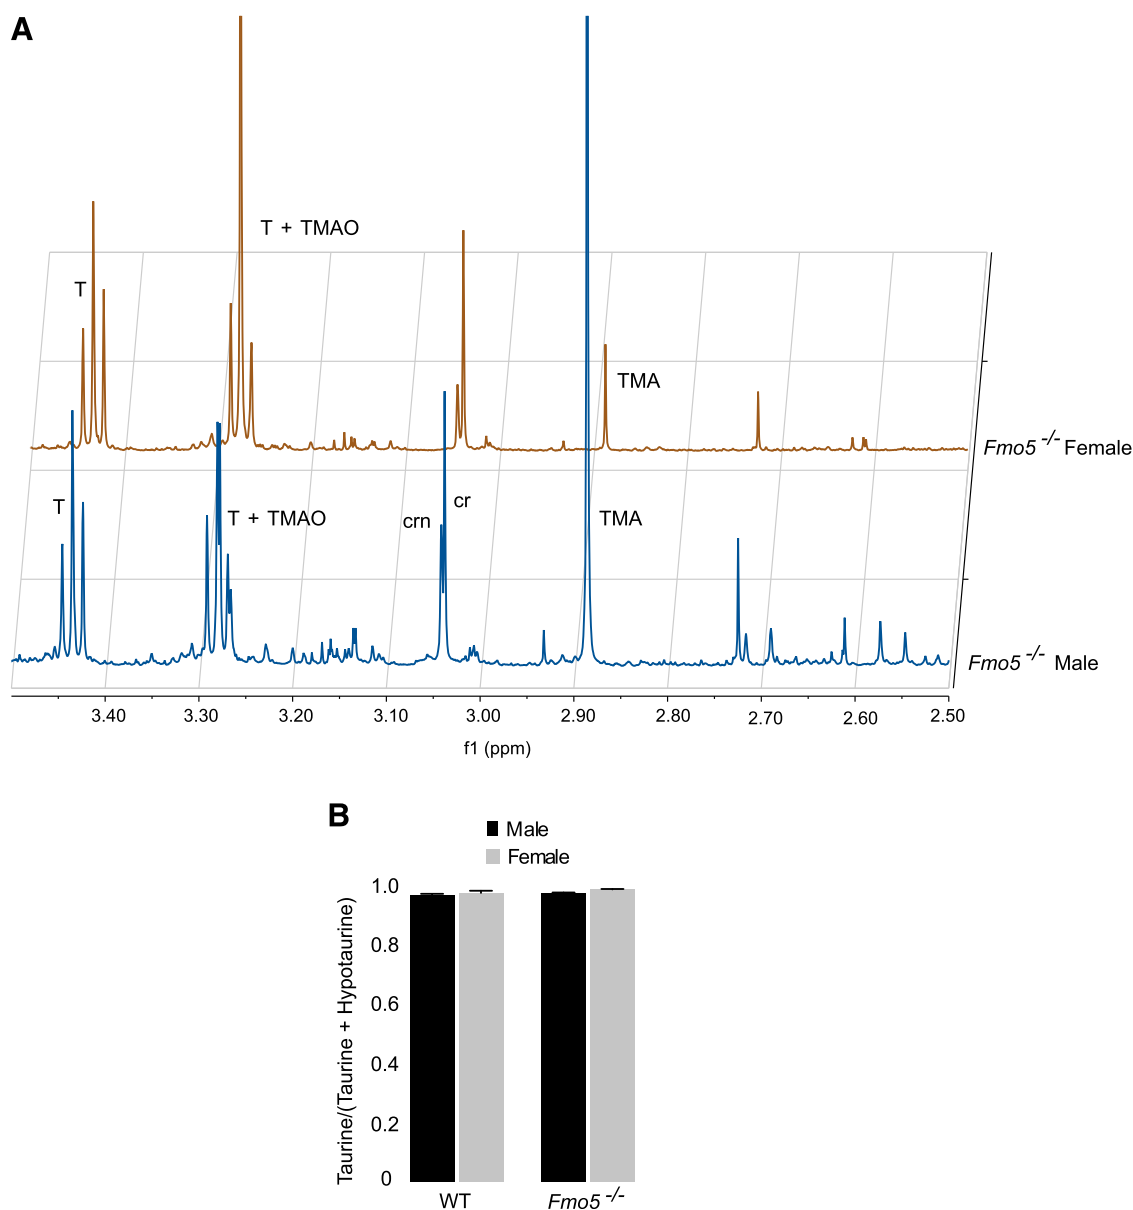 A
T + TMAO
T
TMA
Fmo5 -/- Female
T
T + TMAO
crn
cr
TMA
Fmo5 -/- Male
3.40 3.30 3.20 3.10 3.00 2.90 2.80 2.70 2.60 2.50
f1 (ppm)
B
Male
Female
Taurine/(Taurine + Hypotaurine)
1.0
0.8
0.6
0.4
0.2
0
WT
Fmo5 -/-